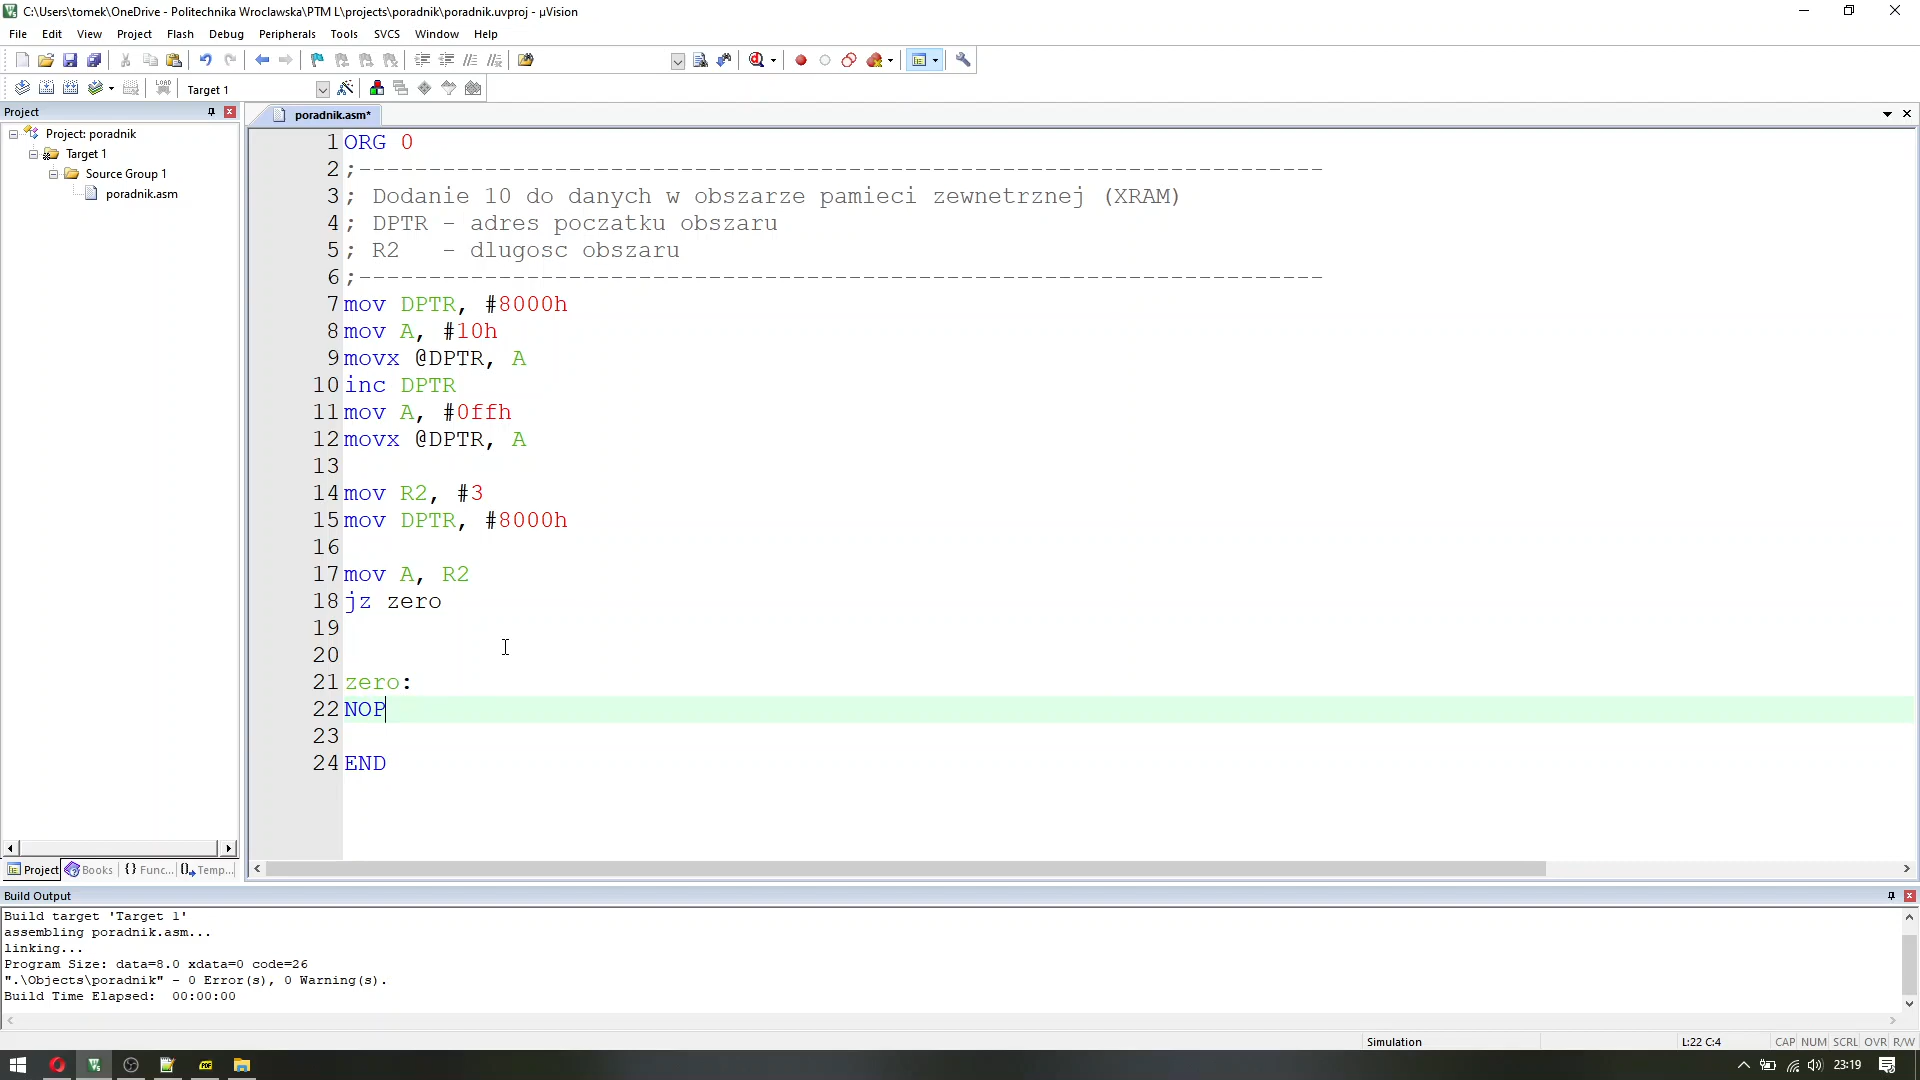 C:\Users\tomek\OneDrive - Politechnika Wroclawska\PTM L\projects\poradnik\poradnik.uvproj - µVision
File Edit View Project Flash Debug Peripherals Tools SVCS Window Help
LOAD Target 1
Project
poradnik.asm*
Project: poradnik
Target 1
Source Group 1
poradnik.asm
1 ORG 0
2 ;---------------------------------------------------------------------
3 ; Dodanie 10 do danych w obszarze pamieci zewnetrznej (XRAM)
4 ; DPTR - adres poczatku obszaru
5 ; R2   - dlugosc obszaru
6 ;---------------------------------------------------------------------
7 mov DPTR, #8000h
8 mov A, #10h
9 movx @DPTR, A
10 inc DPTR
11 mov A, #0ffh
12 movx @DPTR, A
13
14 mov R2, #3
15 mov DPTR, #8000h
16
17 mov A, R2
18 jz zero
19
20
21 zero:
22 NOP
23
24 END
Project Books {} Func... Temp...
Build Output
Build target 'Target 1'
assembling poradnik.asm...
linking...
Program Size: data=8.0 xdata=0 code=26
".\Objects\poradnik" - 0 Error(s), 0 Warning(s).
Build Time Elapsed:  00:00:00
Simulation L:22 C:4 CAP NUM SCRL OVR R/W
23:19